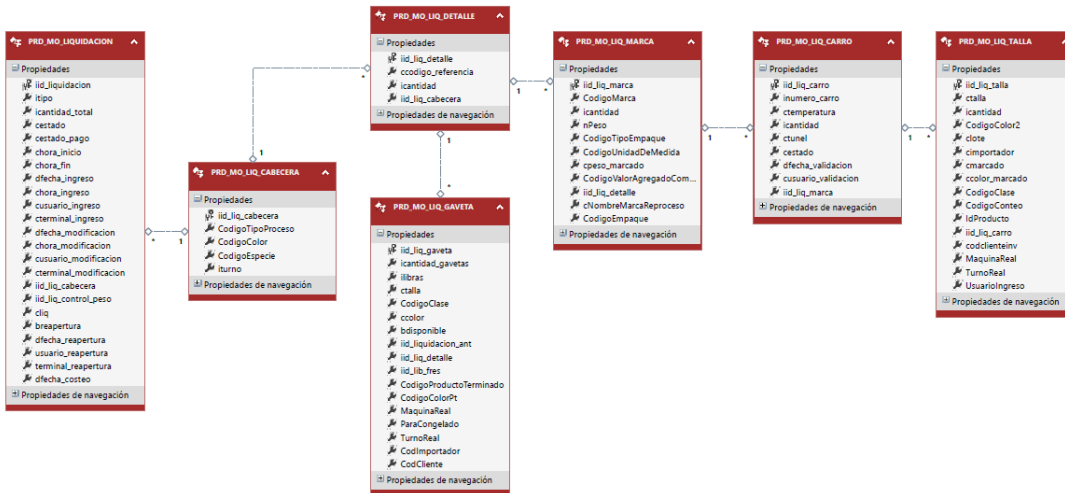 PRD_MO_LIQUIDACION
Propiedades
iid_liquidacion
itipo
icantidad_total
cestado
cestado_pago
chora_inicio
chora_fin
dfecha_ingreso
chora_ingreso
cusuario_ingreso
cterminal_ingreso
dfecha_modificacion
chora_modificacion
cusuario_modificacion
cterminal_modificacion
iid_liq_cabecera
iid_liq_control_peso
cliq
breapertura
dfecha_reapertura
usuario_reapertura
terminal_reapertura
dfecha_costeo
Propiedades de navegación
*
1
PRD_MO_LIQ_CABECERA
Propiedades
iid_liq_cabecera
CodigoTipoProceso
CodigoColor
CodigoEspecie
iturno
Propiedades de navegación
1
*
PRD_MO_LIQ_DETALLE
Propiedades
iid_liq_detalle
ccodigo_referencia
icantidad
iid_liq_cabecera
Propiedades de navegación
1
*
PRD_MO_LIQ_GAVETA
Propiedades
iid_liq_gaveta
icantidad_gavetas
ilibras
ctalla
CodigoClase
ccolor
bdisponible
iid_liquidacion_ant
iid_liq_detalle
iid_lib_fres
CodigoProductoTerminado
CodigoColorPt
MaquinaReal
ParaCongelado
TurnoReal
CodImportador
CodCliente
Propiedades de navegación
1
*
PRD_MO_LIQ_MARCA
Propiedades
iid_liq_marca
CodigoMarca
icantidad
nPeso
CodigoTipoEmpaque
CodigoUnidadDeMedida
cpeso_marcado
CodigoValorAgregadoCom...
iid_liq_detalle
cNombreMarcaReproceso
CodigoEmpaque
Propiedades de navegación
1
*
PRD_MO_LIQ_CARRO
Propiedades
iid_liq_carro
inumero_carro
ctemperatura
icantidad
ctunel
cestado
dfecha_validacion
cusuario_validacion
iid_liq_marca
Propiedades de navegación
1
*
PRD_MO_LIQ_TALLA
Propiedades
iid_liq_talla
ctalla
icantidad
CodigoColor2
clote
cimportador
cmarcado
ccolor_marcado
CodigoClase
CodigoConteo
IdProducto
iid_liq_carro
codclienteinv
MaquinaReal
TurnoReal
UsuarioIngreso
Propiedades de navegación